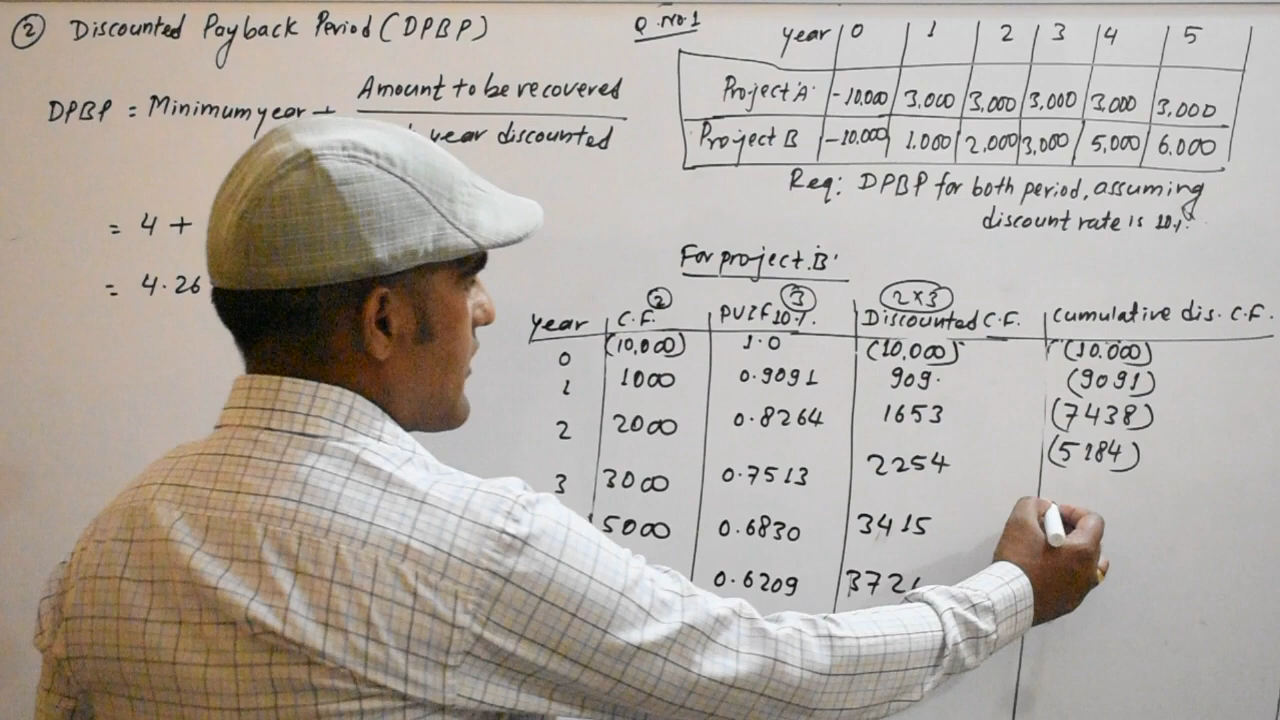 ② Discounted Payback Period (DPBP)
DPBP = Minimum year + Amount to be recovered
year discounted
= 4 +
= 4.26
Q.No.1
year 0 1 2 3 4 5
Project A -10,000 3,000 3,000 3,000 3,000 3,000
Project B -10,000 1,000 2,000 3,000 5,000 6,000
Req: DPBP for both period, assuming
discount rate is 10%.
For project 'B'
② ③ 2×3
year C.F. PVIF10%. Discounted C.F. Cumulative dis. C.F.
0 (10,000) 1.0 (10,000) (10,000)
1 1000 0.9091 909. (9091)
2 2000 0.8264 1653 (7438)
3 3000 0.7513 2254 (5184)
5000 0.6830 3415
0.6209